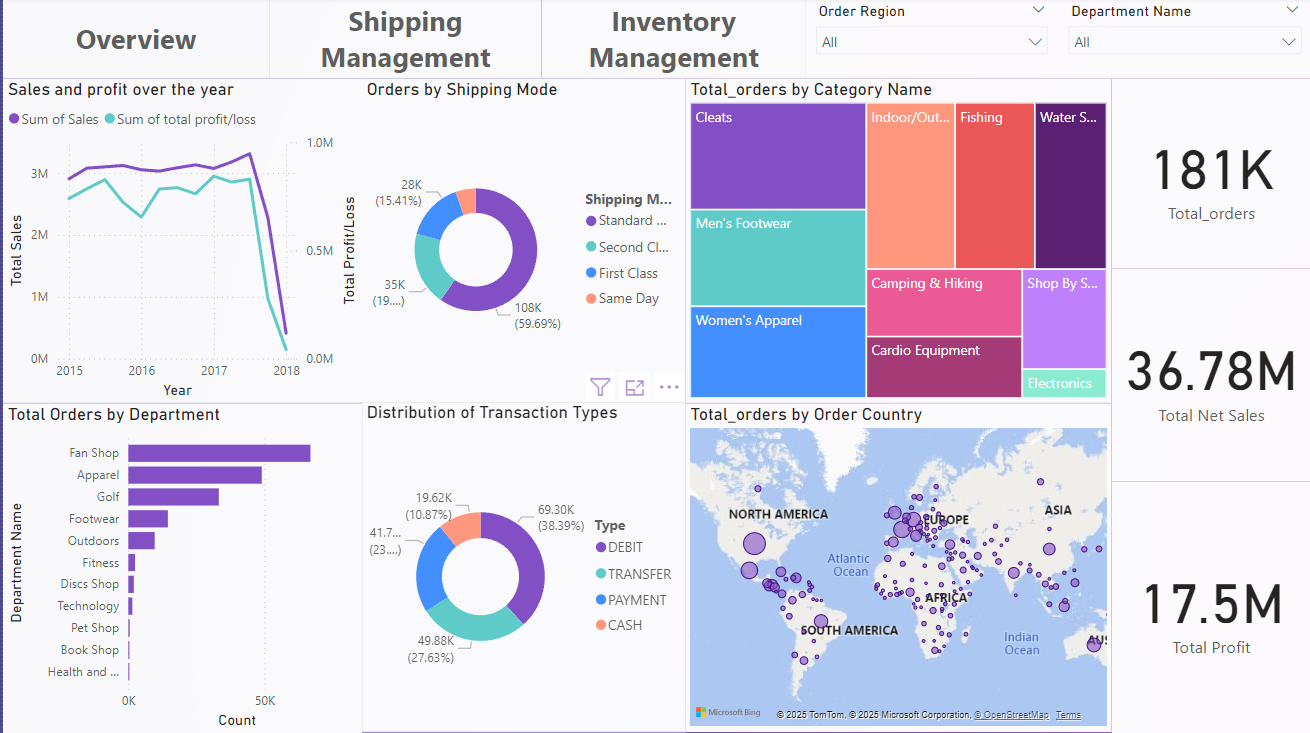 Overview
Shipping
Management
Inventory
Management
Order Region
All
Department Name
All
Sales and profit over the year
Sum of Sales
Sum of total profit/loss
Total Sales
3M
2M
1M
0M
1.0M
0.5M
0.0M
Total Profit/Loss
2015
2016
2017
2018
Year
Orders by Shipping Mode
28K
(15.41%)
35K
(19....)
108K
(59.69%)
Shipping M...
Standard ...
Second Cl...
First Class
Same Day
Total_orders by Category Name
Cleats
Men's Footwear
Women's Apparel
Indoor/Out...
Fishing
Water S...
Camping & Hiking
Cardio Equipment
Shop By S...
Electronics
181K
Total_orders
36.78M
Total Net Sales
17.5M
Total Profit
Total Orders by Department
Department Name
Fan Shop
Apparel
Golf
Footwear
Outdoors
Fitness
Discs Shop
Technology
Pet Shop
Book Shop
Health and ...
0K
50K
Count
Distribution of Transaction Types
19.62K
(10.87%)
69.30K
(38.39%)
41.7...
(23....)
49.88K
(27.63%)
Type
DEBIT
TRANSFER
PAYMENT
CASH
Total_orders by Order Country
NORTH AMERICA
EUROPE
ASIA
Atlantic
Ocean
AFRICA
SOUTH AMERICA
Indian
Ocean
AUS
Microsoft Bing
© 2025 TomTom, © 2025 Microsoft Corporation, © OpenStreetMap Terms